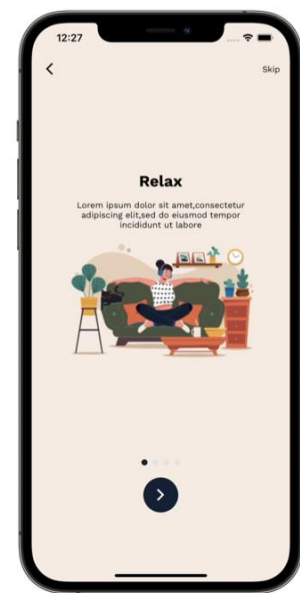 12:27
Skip
Relax
Lorem ipsum dolor sit amet,consectetur
adipiscing elit,sed do eiusmod tempor
incididunt ut labore